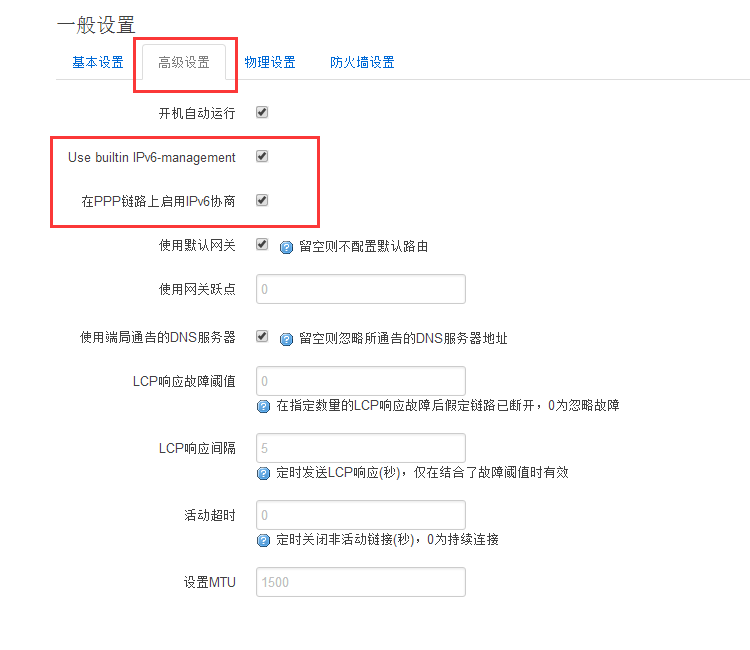 一般设置
基本设置 高级设置 物理设置 防火墙设置
开机自动运行
Use builtin IPv6-management
在PPP链路上启用IPv6协商
使用默认网关 留空则不配置默认路由
使用网关跃点 0
使用端局通告的DNS服务器 留空则忽略所通告的DNS服务器地址
LCP响应故障阈值 0
在指定数量的LCP响应故障后假定链路已断开，0为忽略故障
LCP响应间隔 5
定时发送LCP响应(秒)，仅在结合了故障阈值时有效
活动超时 0
定时关闭非活动链接(秒)，0为持续连接
设置MTU 1500